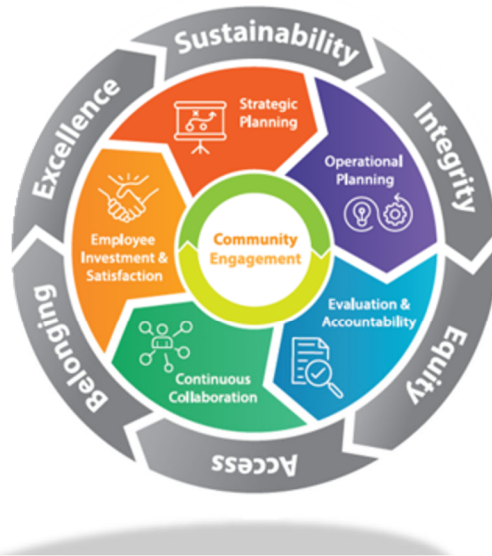 Sustainability
Integrity
Equity
Access
Belonging
Excellence
Strategic
Planning
Operational
Planning
Evaluation &
Accountability
Continuous
Collaboration
Employee
Investment &
Satisfaction
Community
Engagement